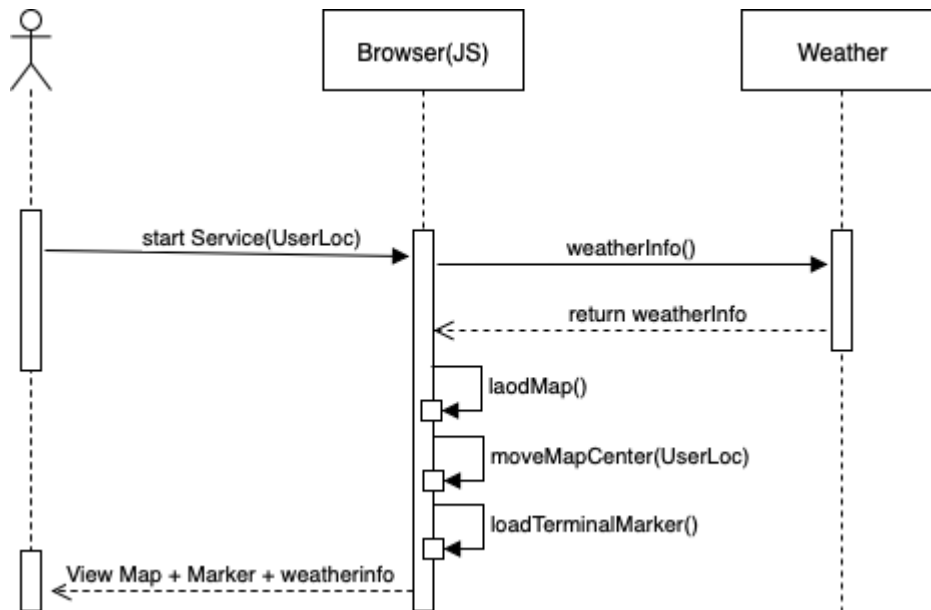 Browser(JS)
Weather
start Service(UserLoc)
weatherInfo()
return weatherInfo
laodMap()
moveMapCenter(UserLoc)
loadTerminalMarker()
View Map + Marker + weatherinfo